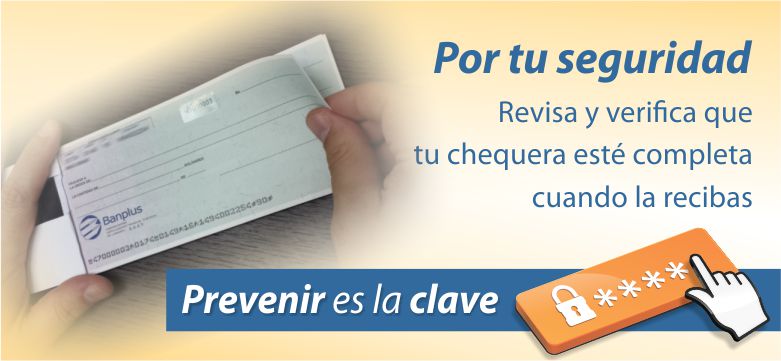 Por tu seguridad
Revisa y verifica que
tu chequera esté completa
cuando la recibas
Banplus
Prevenir es la clave
****